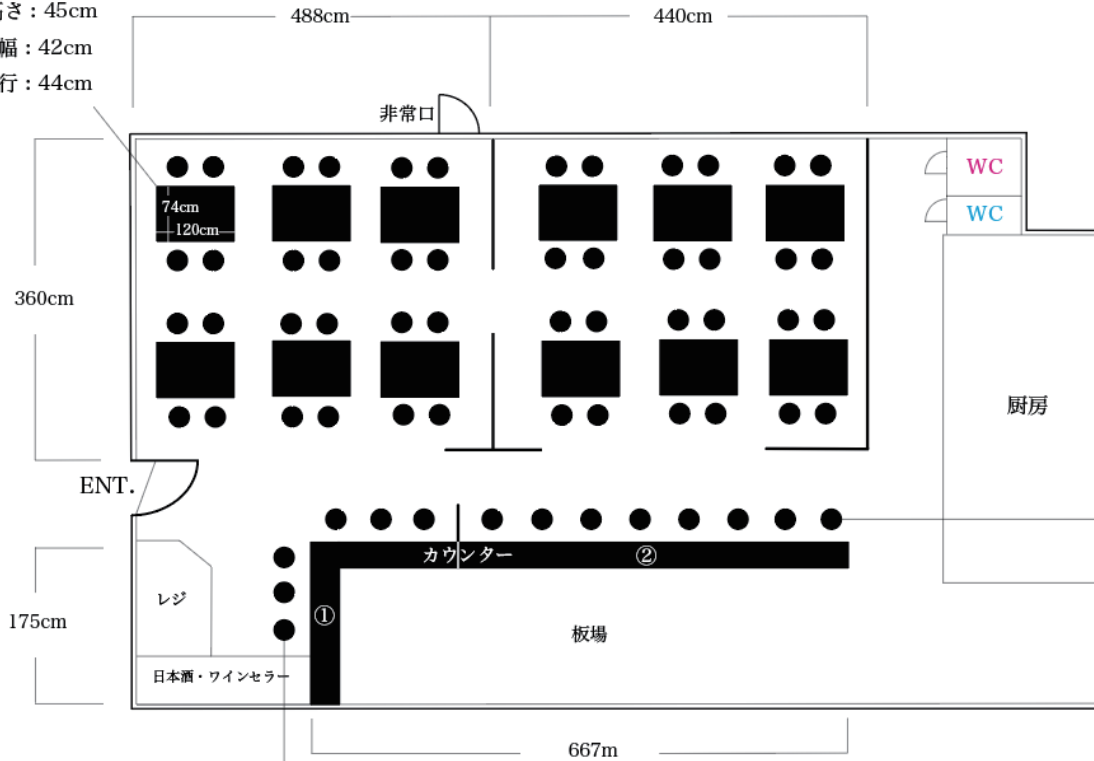 高さ : 45cm
幅 : 42cm
行 : 44cm
488cm
440cm
非常口
WC
WC
74cm
120cm
360cm
厨房
ENT.
カウンター
②
レジ
①
175cm
板場
日本酒・ワインセラー
667m